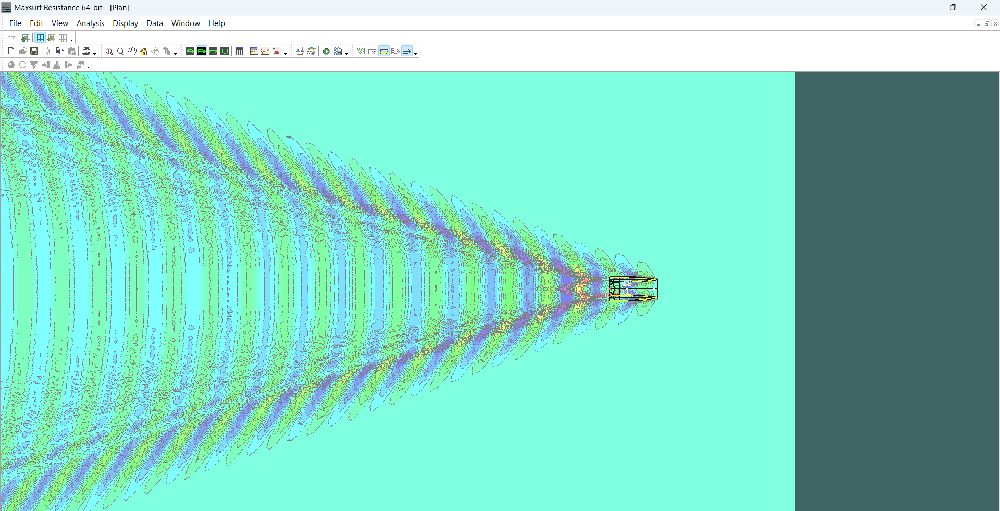 Maxsurf Resistance 64-bit - [Plan]
File Edit View Analysis Display Data Window Help